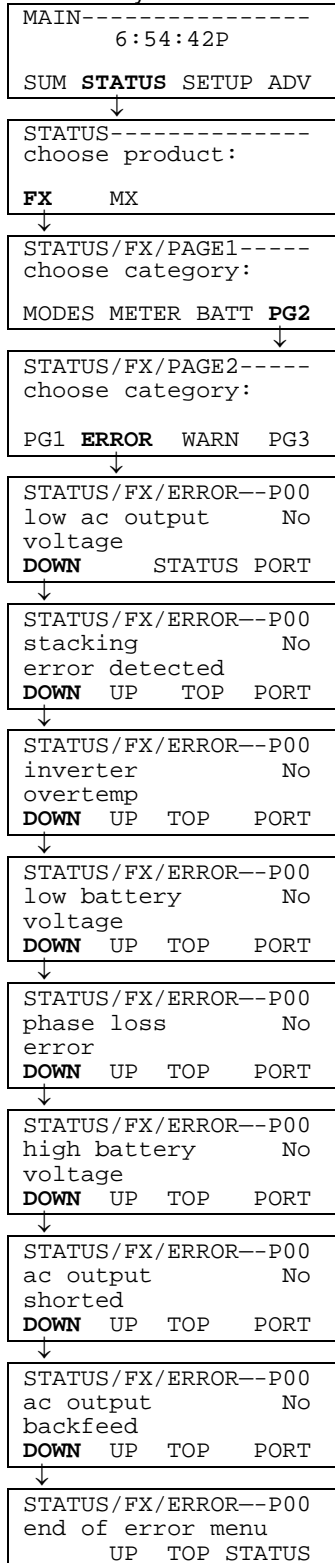 MAIN----------------
6:54:42P
SUM STATUS SETUP ADV
↓
STATUS--------------
choose product:
FX MX
↓
STATUS/FX/PAGE1-----
choose category:
MODES METER BATT PG2
↓
STATUS/FX/PAGE2-----
choose category:
PG1 ERROR WARN PG3
↓
STATUS/FX/ERROR—-P00
low ac output No
voltage
DOWN STATUS PORT
↓
STATUS/FX/ERROR—-P00
stacking No
error detected
DOWN UP TOP PORT
↓
STATUS/FX/ERROR—-P00
inverter No
overtemp
DOWN UP TOP PORT
↓
STATUS/FX/ERROR—-P00
low battery No
voltage
DOWN UP TOP PORT
↓
STATUS/FX/ERROR—-P00
phase loss No
error
DOWN UP TOP PORT
↓
STATUS/FX/ERROR—-P00
high battery No
voltage
DOWN UP TOP PORT
↓
STATUS/FX/ERROR—-P00
ac output No
shorted
DOWN UP TOP PORT
↓
STATUS/FX/ERROR—-P00
ac output No
backfeed
DOWN UP TOP PORT
↓
STATUS/FX/ERROR—-P00
end of error menu
UP TOP STATUS